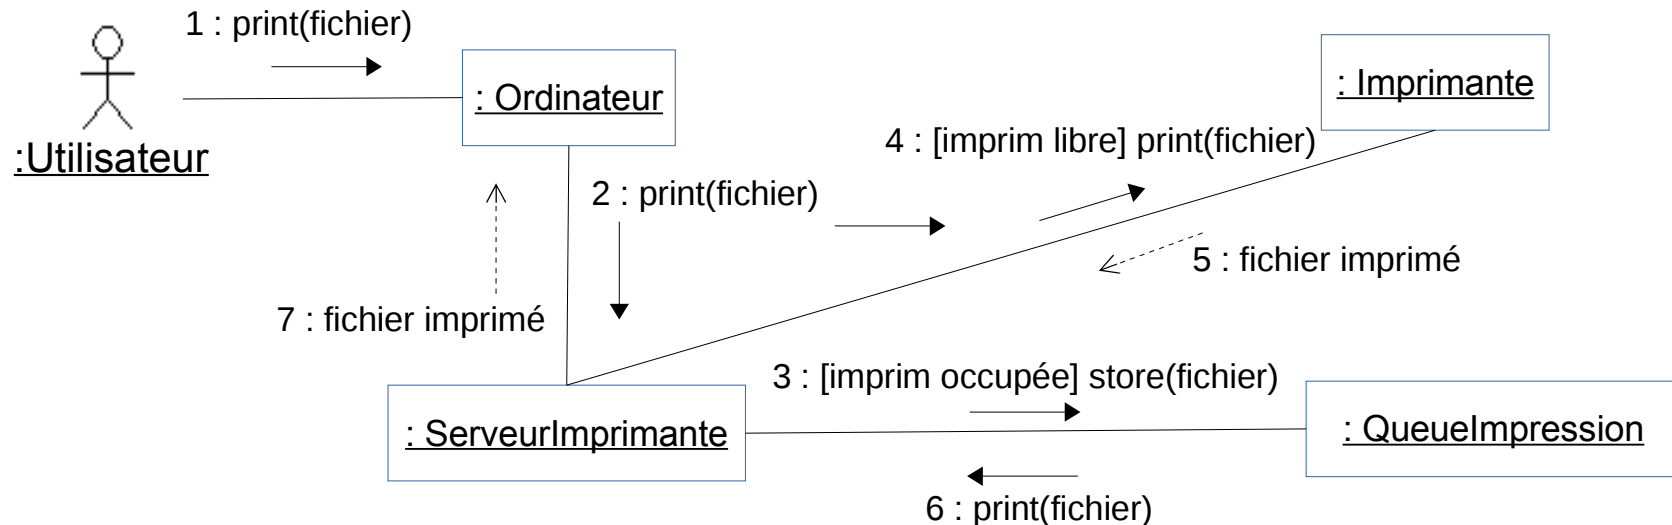 1 : print(fichier)
: Ordinateur
: Imprimante
:Utilisateur
4 : [imprim libre] print(fichier)
2 : print(fichier)
5 : fichier imprimé
7 : fichier imprimé
3 : [imprim occupée] store(fichier)
: ServeurImprimante
: QueueImpression
6 : print(fichier)